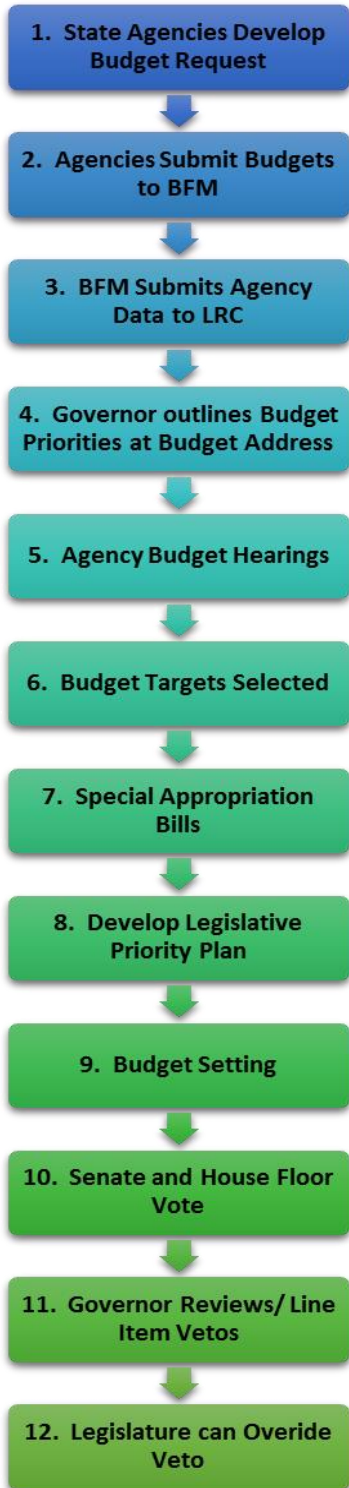 1. State Agencies Develop
Budget Request
2. Agencies Submit Budgets
to BFM
3. BFM Submits Agency
Data to LRC
4. Governor outlines Budget
Priorities at Budget Address
5. Agency Budget Hearings
6. Budget Targets Selected
7. Special Appropriation
Bills
8. Develop Legislative
Priority Plan
9. Budget Setting
10. Senate and House Floor
Vote
11. Governor Reviews/ Line
Item Vetos
12. Legislature can Overide
Veto